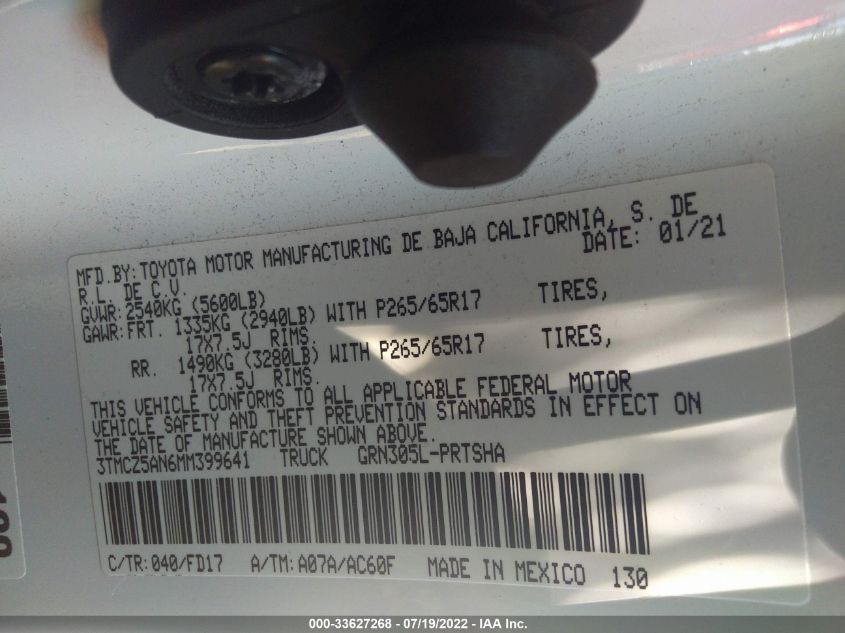 MFD.BY:TOYOTA MOTOR MANUFACTURING DE BAJA CALIFORNIA, S. DE
R.L. DE C.V. DATE: 01/21
GVWR:2540KG (5600LB)
GAWR:FRT. 1335KG (2940LB) WITH P265/65R17 TIRES,
17X7.5J RIMS.
RR. 1490KG (3280LB) WITH P265/65R17 TIRES,
17X7.5J RIMS.
THIS VEHICLE CONFORMS TO ALL APPLICABLE FEDERAL MOTOR
VEHICLE SAFETY AND THEFT PREVENTION STANDARDS IN EFFECT ON
THE DATE OF MANUFACTURE SHOWN ABOVE.
3TMCZ5AN6MM399641 TRUCK GRN305L-PRTSHA
C/TR:040/FD17 A/TM:A07A/AC60F MADE IN MEXICO 130
000-33627268 - 07/19/2022 - IAA Inc.